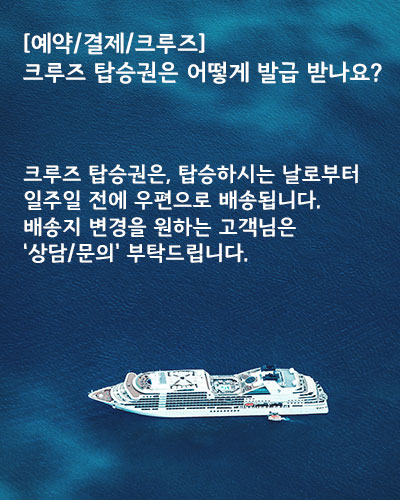 [예약/결제/크루즈]
크루즈 탑승권은 어떻게 발급 받나요?
크루즈 탑승권은, 탑승하시는 날로부터
일주일 전에 우편으로 배송됩니다.
배송지 변경을 원하는 고객님은
'상담/문의' 부탁드립니다.